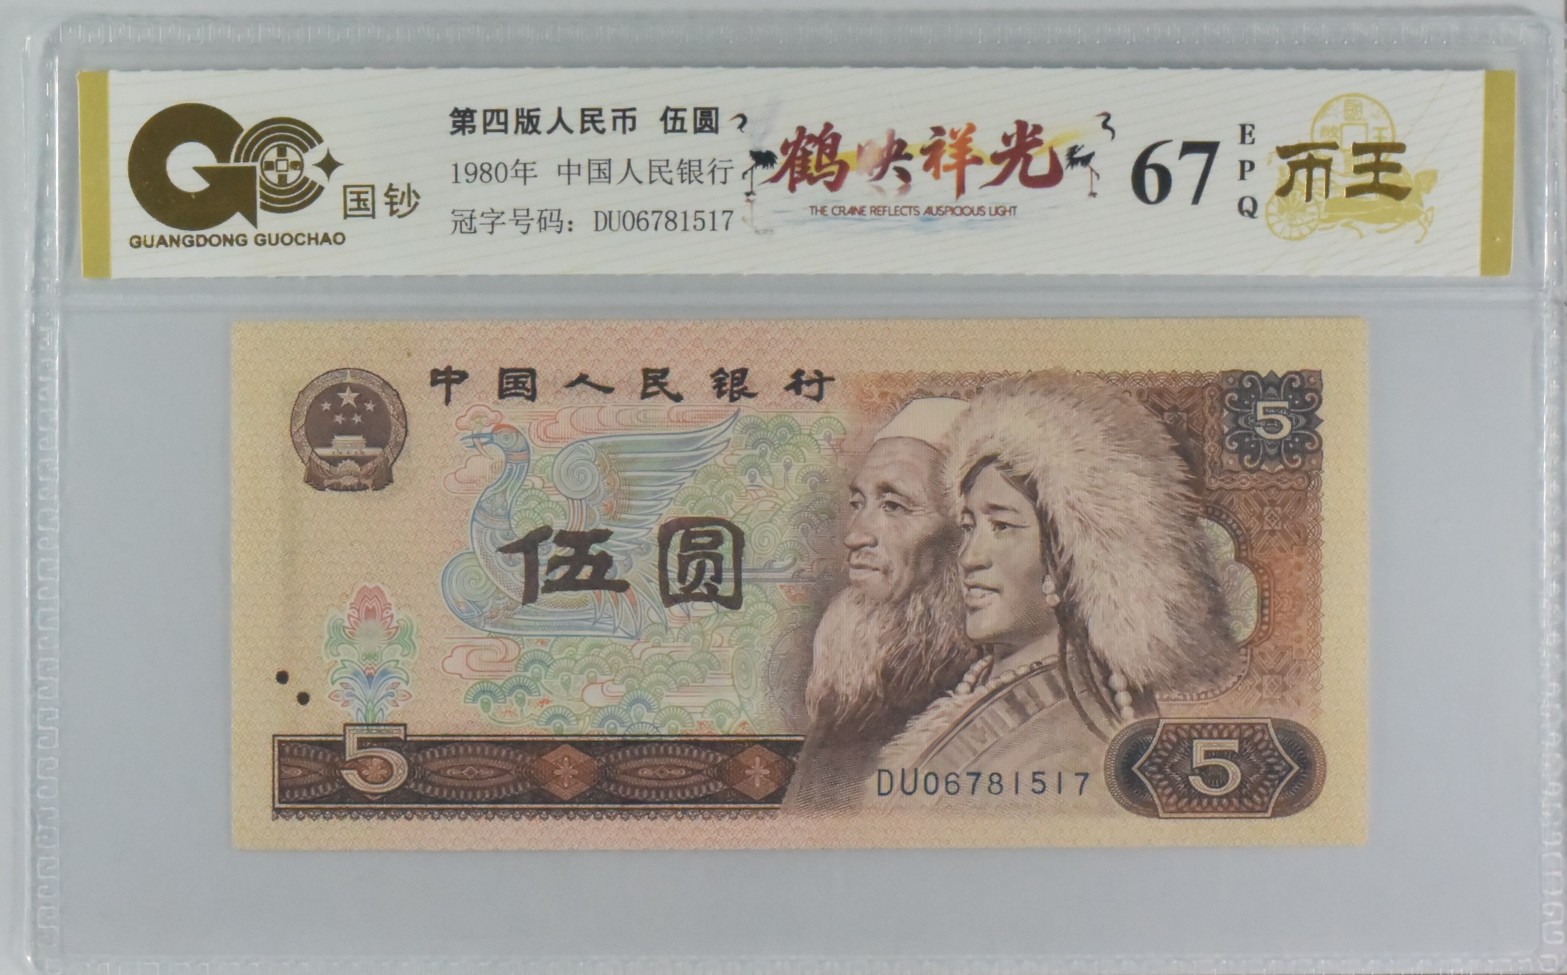 国钞
GUANGDONG GUOCHAO
第四版人民币 伍圆
1980年 中国人民银行
冠字号码：DU06781517
鹤映祥光
THE CRANE REFLECTS AUSPICIOUS LIGHT
67
EPQ
币王
中国人民银行
5
伍圆
5
DU06781517
5